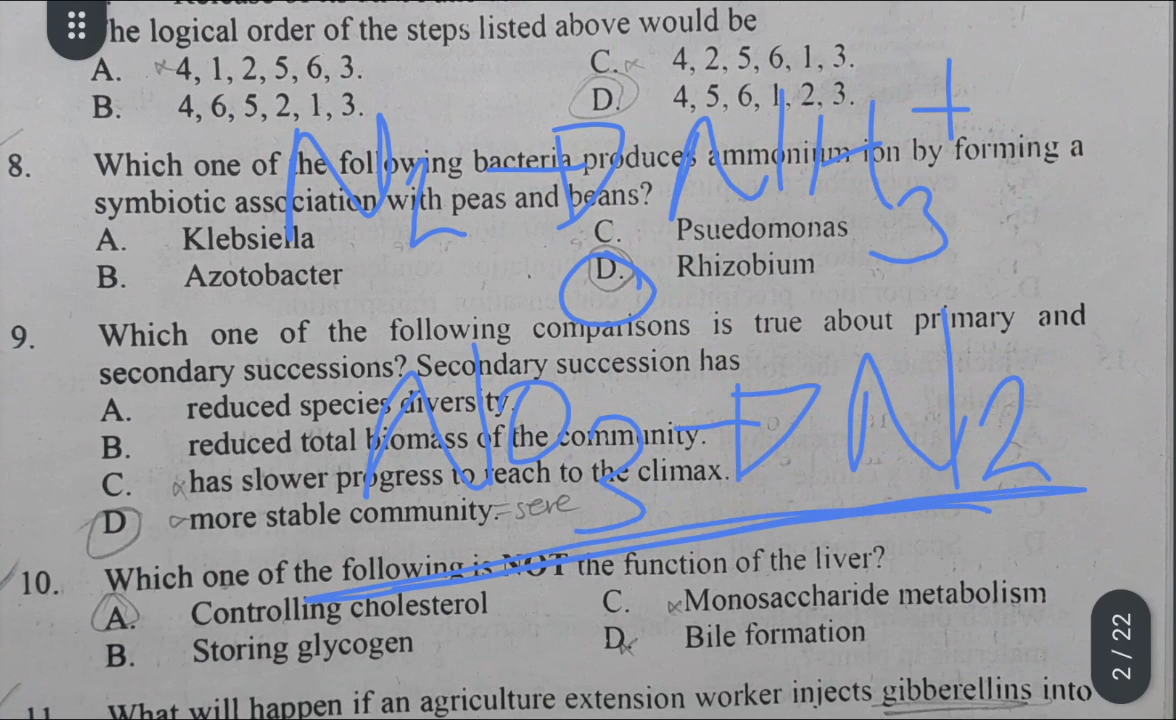 he logical order of the steps listed above would be
A. 4, 1, 2, 5, 6, 3. C. 4, 2, 5, 6, 1, 3.
B. 4, 6, 5, 2, 1, 3. D. 4, 5, 6, 1, 2, 3.
N2 → NH+3
8. Which one of the following bacteria produces ammonium ion by forming a
symbiotic association with peas and beans?
A. Klebsiella C. Psuedomonas
B. Azotobacter D. Rhizobium
9. Which one of the following comparisons is true about primary and
secondary successions? Secondary succession has
A. reduced species diversity.
B. reduced total biomass of the community.
NO3 → N2
C. has slower progress to reach to the climax.
D more stable community. = sere
10. Which one of the following is NOT the function of the liver?
A. Controlling cholesterol C. Monosaccharide metabolism
B. Storing glycogen D. Bile formation
2 / 22
11 What will happen if an agriculture extension worker injects gibberellins into